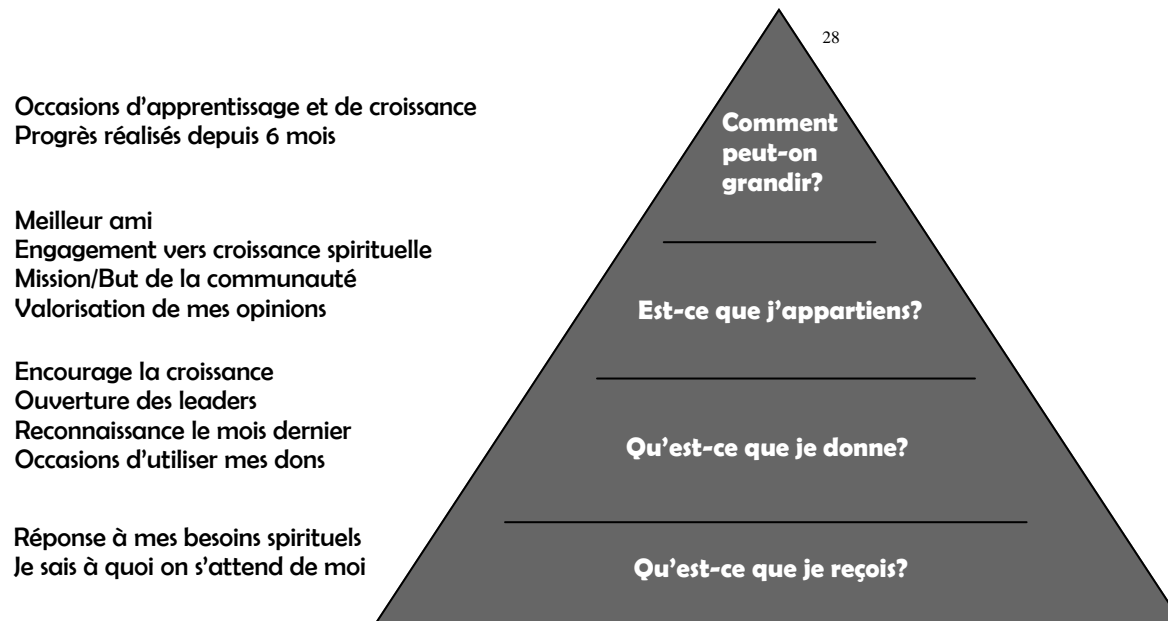 28
Occasions d’apprentissage et de croissance
Progrès réalisés depuis 6 mois
Comment
peut-on
grandir?
Meilleur ami
Engagement vers croissance spirituelle
Mission/But de la communauté
Valorisation de mes opinions
Est-ce que j’appartiens?
Encourage la croissance
Ouverture des leaders
Reconnaissance le mois dernier
Occasions d’utiliser mes dons
Qu’est-ce que je donne?
Réponse à mes besoins spirituels
Je sais à quoi on s’attend de moi
Qu’est-ce que je reçois?